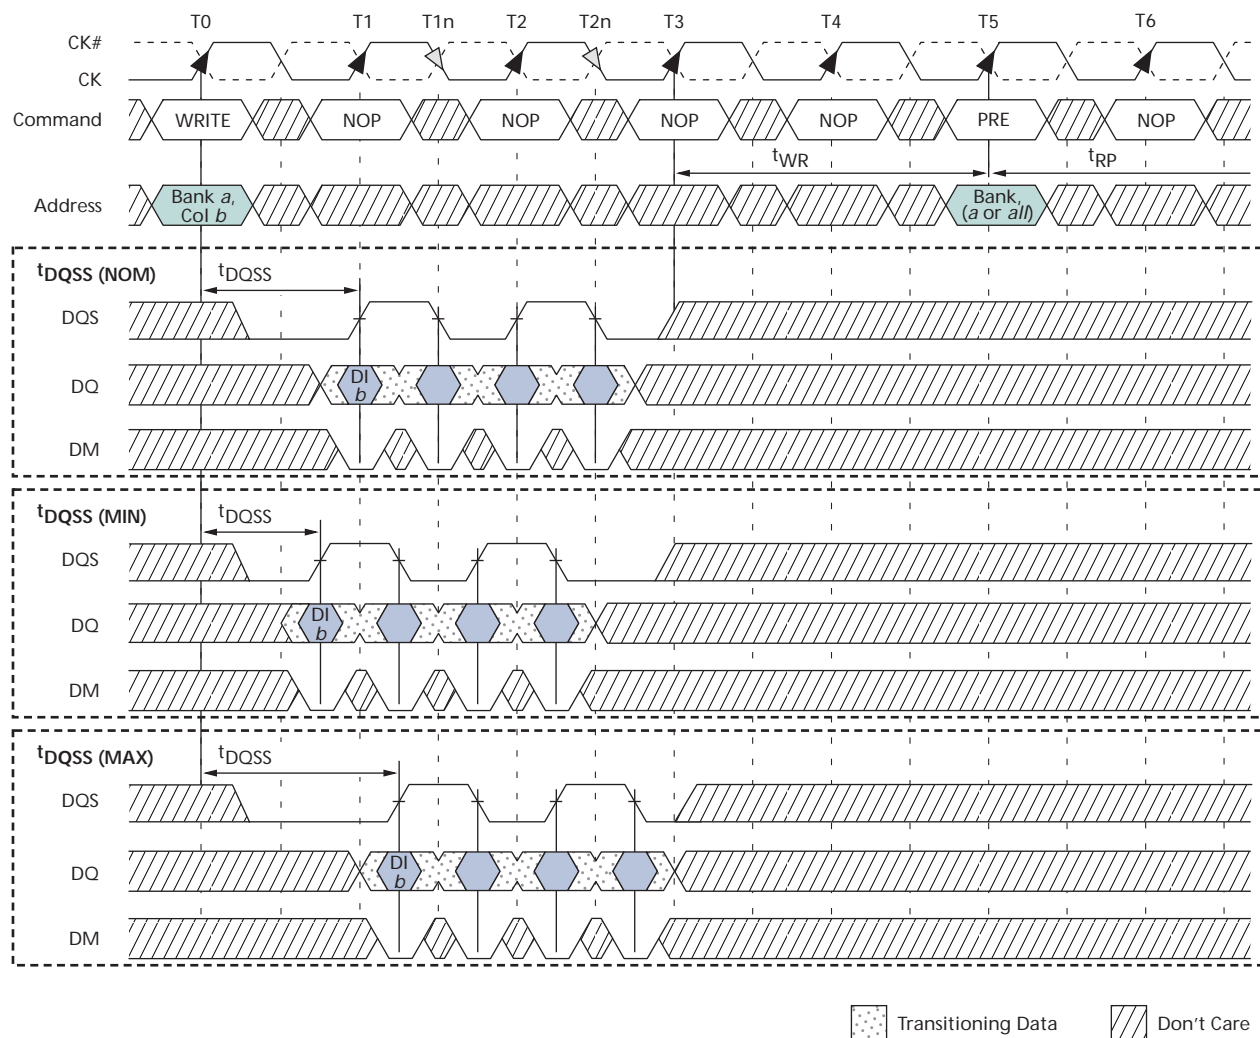 T0 T1 T1n T2 T2n T3 T4 T5 T6
CK#
CK
Command WRITE NOP NOP NOP NOP PRE NOP
tWR tRP
Address Bank a, Col b Bank, (a or all)
tDQSS (NOM) tDQSS
DQS
DQ DI b
DM
tDQSS (MIN) tDQSS
DQS
DQ DI b
DM
tDQSS (MAX) tDQSS
DQS
DQ DI b
DM
Transitioning Data Don't Care